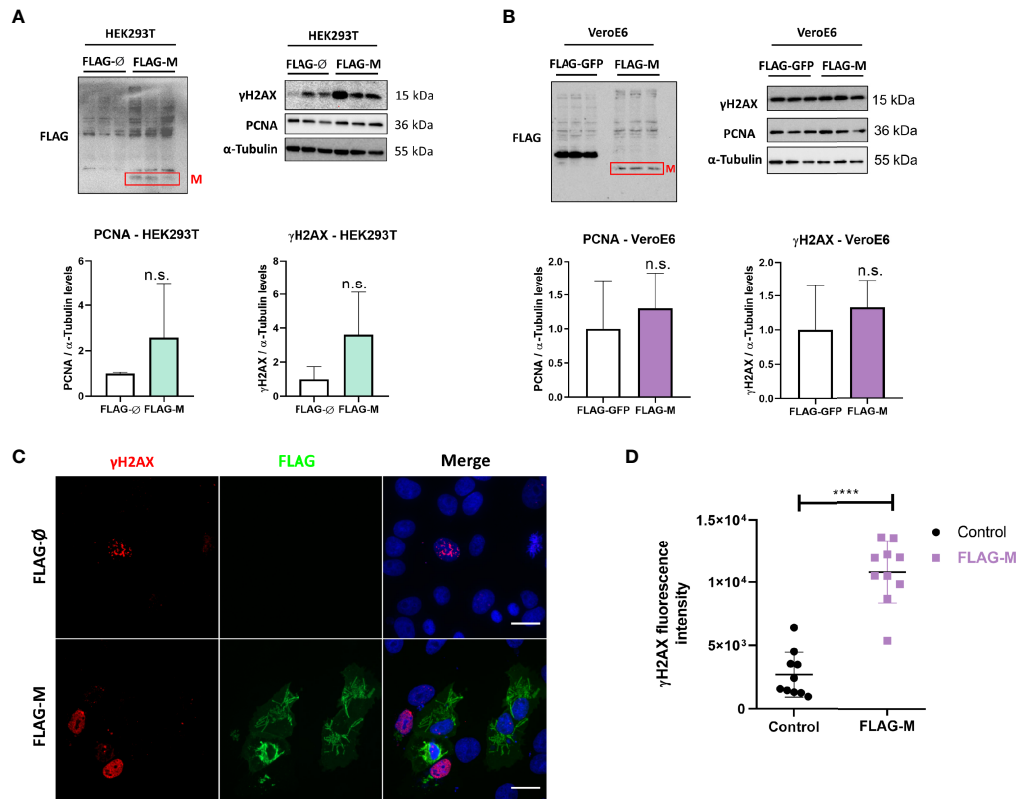 A
HEK293T
FLAG-Ø FLAG-M
FLAG
M
HEK293T
FLAG-Ø FLAG-M
γH2AX 15 kDa
PCNA 36 kDa
α-Tubulin 55 kDa
PCNA - HEK293T
PCNA / α-Tubulin levels
6
4
2
0
n.s.
FLAG-Ø FLAG-M
γH2AX - HEK293T
γH2AX / α-Tubulin levels
8
6
4
2
0
n.s.
FLAG-Ø FLAG-M
B
VeroE6
FLAG-GFP FLAG-M
FLAG
M
VeroE6
FLAG-GFP FLAG-M
γH2AX 15 kDa
PCNA 36 kDa
α-Tubulin 55 kDa
PCNA - VeroE6
PCNA / α-Tubulin levels
2.0
1.5
1.0
0.5
0.0
n.s.
FLAG-GFP FLAG-M
γH2AX - VeroE6
γH2AX / α-Tubulin levels
2.0
1.5
1.0
0.5
0.0
n.s.
FLAG-GFP FLAG-M
C
γH2AX FLAG Merge
FLAG-Ø
FLAG-M
D
γH2AX fluorescence
intensity
1.5×10⁴
1×10⁴
5×10³
0
****
Control FLAG-M
Control
FLAG-M